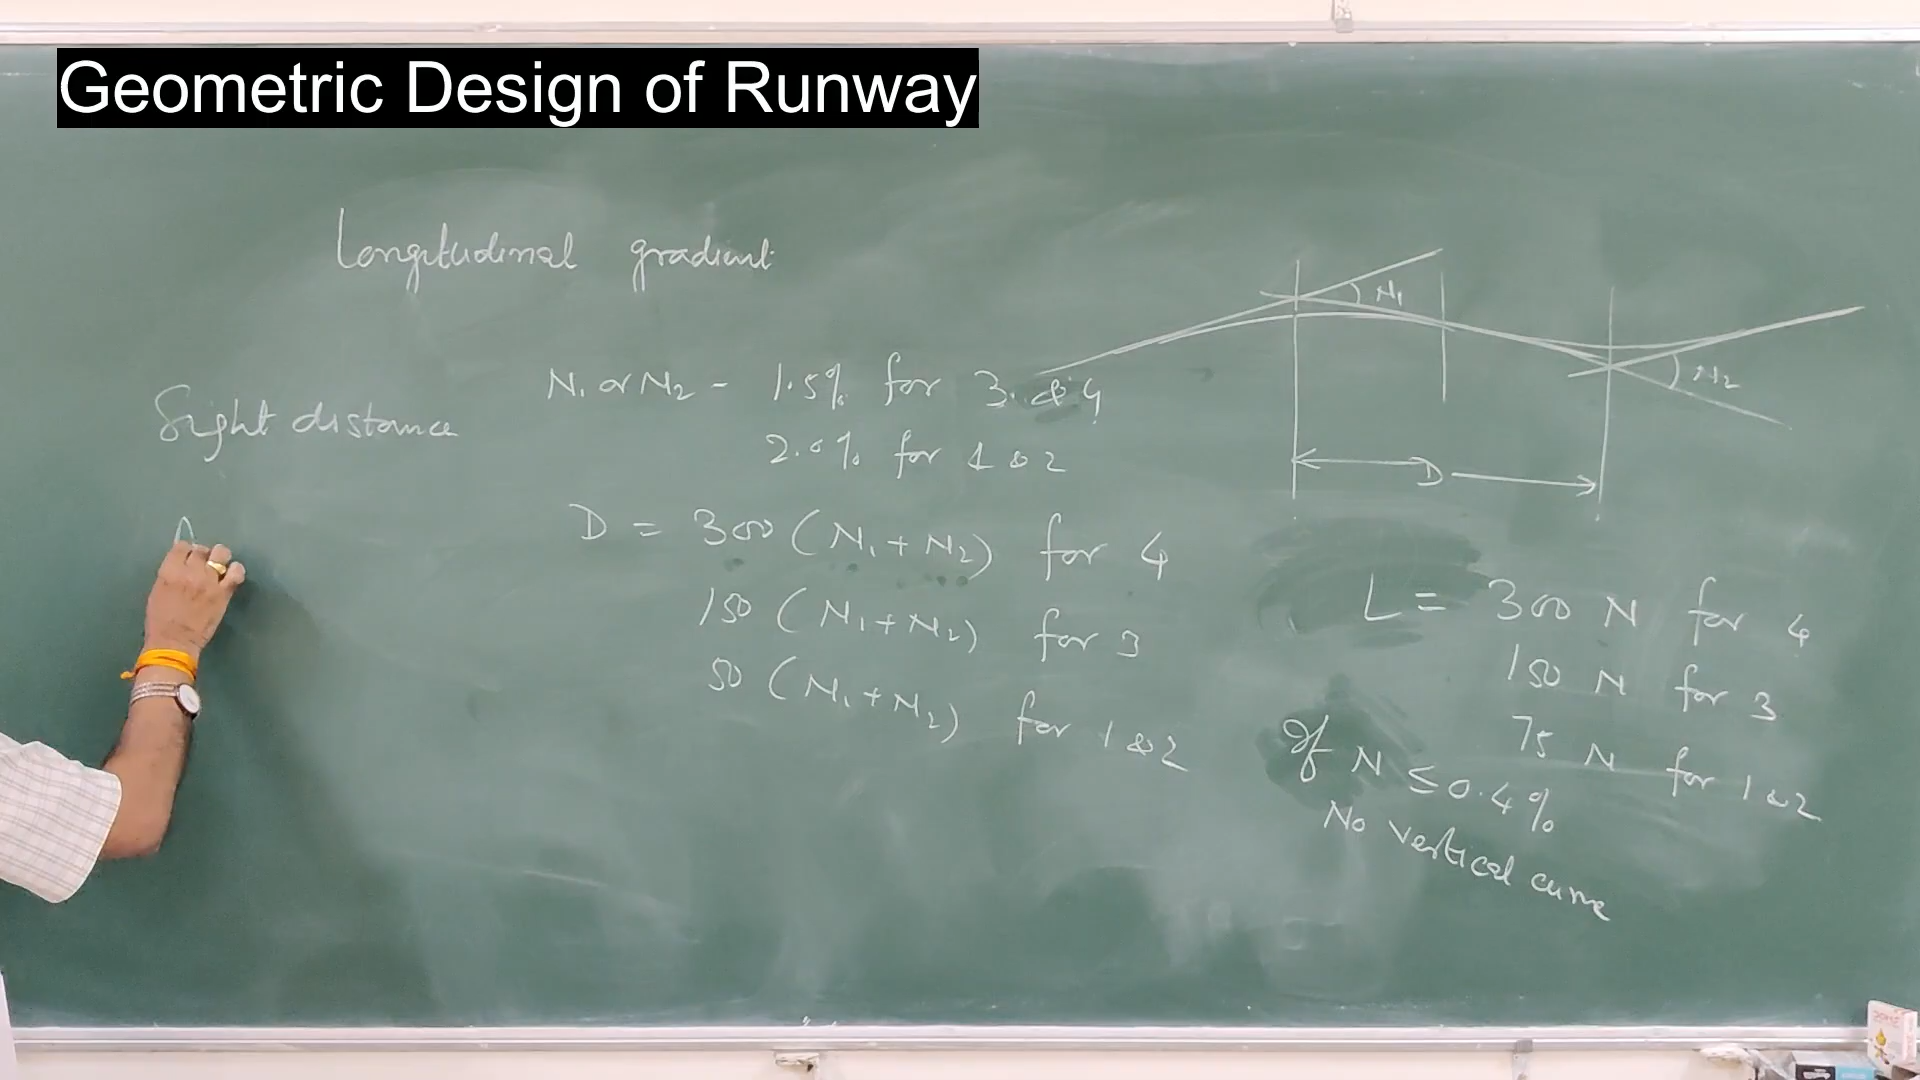 Geometric Design of Runway
Longitudinal gradient
N₁
N₂
D
N₁ or N₂ - 1.5% for 3 & 4
2.0% for 1 & 2
Sight distance
D = 300 (N₁ + N₂) for 4
150 (N₁ + N₂) for 3
50 (N₁ + N₂) for 1 & 2
L = 300 N for 4
150 N for 3
75 N for 1 & 2
If N ≤ 0.4%
No vertical curve